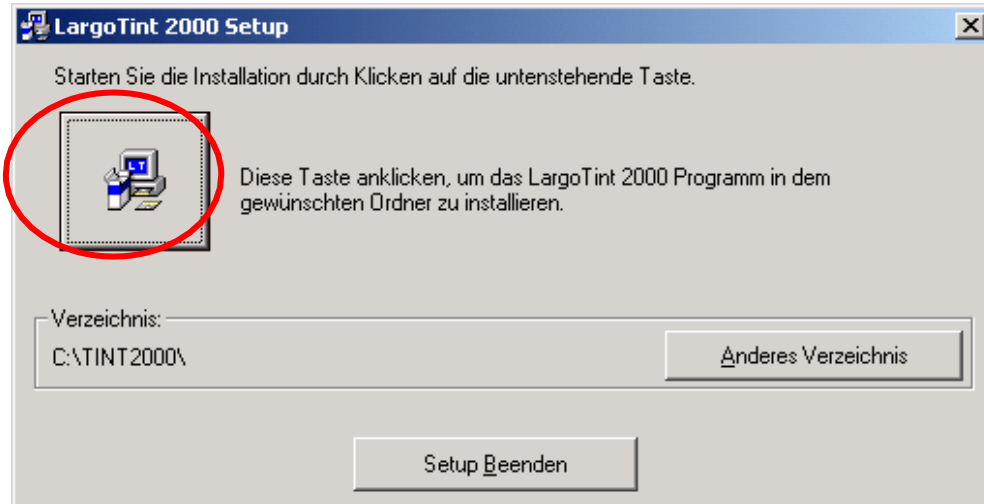 LargoTint 2000 Setup
Starten Sie die Installation durch Klicken auf die untenstehende Taste.
LT
Diese Taste anklicken, um das LargoTint 2000 Programm in dem
gewünschten Ordner zu installieren.
Verzeichnis:
C:\TINT2000\
Anderes Verzeichnis
Setup Beenden